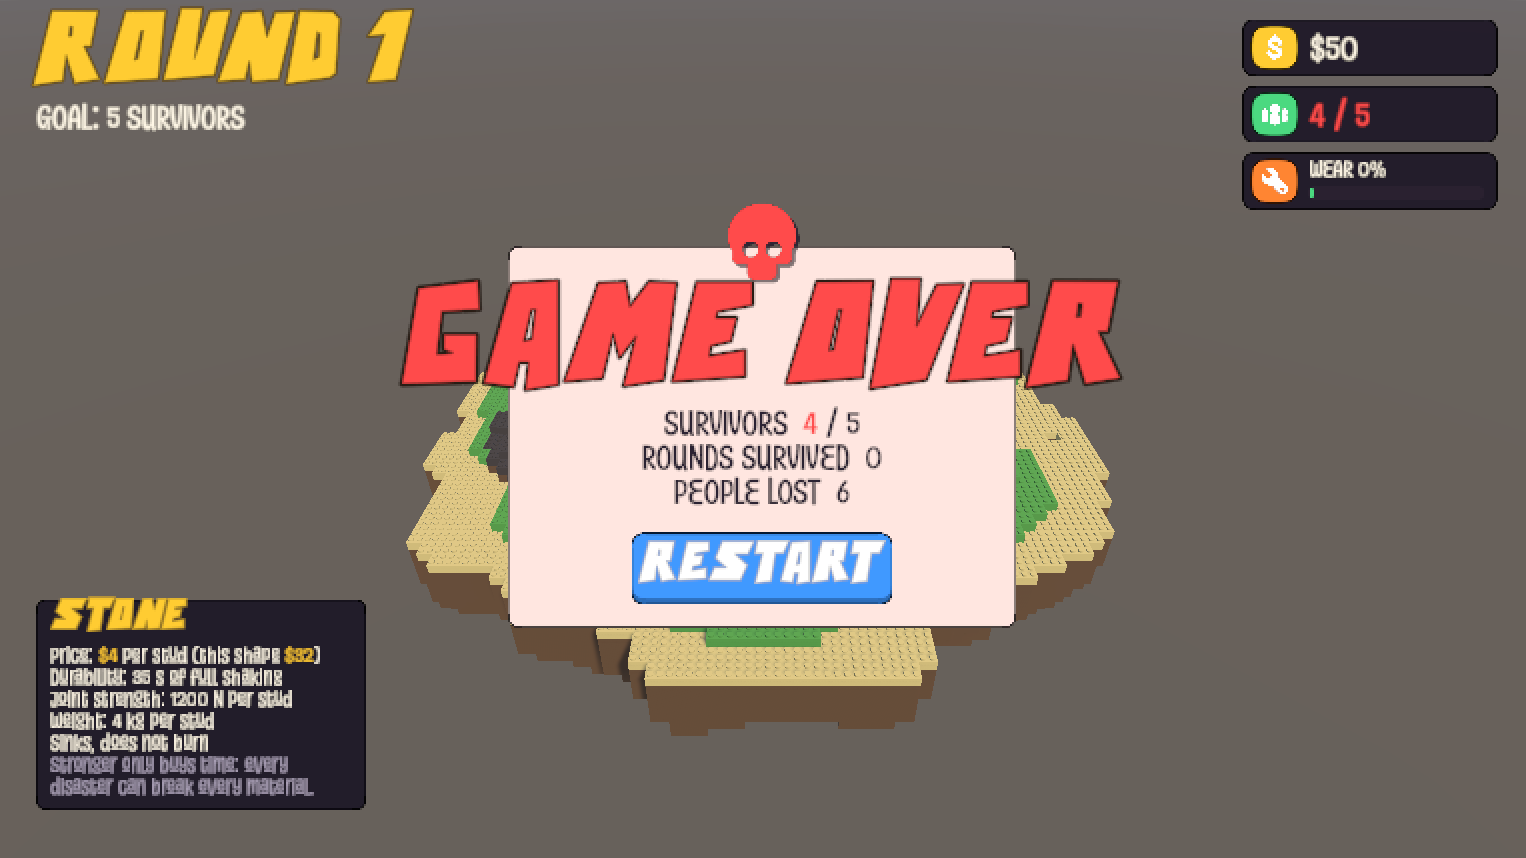 ROUND 1
GOAL: 5 SURVIVORS
$50
4 / 5
WEAR 0%
GAME OVER
SURVIVORS 4 / 5
ROUNDS SURVIVED 0
PEOPLE LOST 6
RESTART
STONE
Price: $4 per stud (this shape $32)
Durability: 35 s of full shaking
Joint strength: 1200 N per stud
Weight: 4 kg per stud
Sinks, does not burn
Stronger only buys time: every
disaster can break every material.